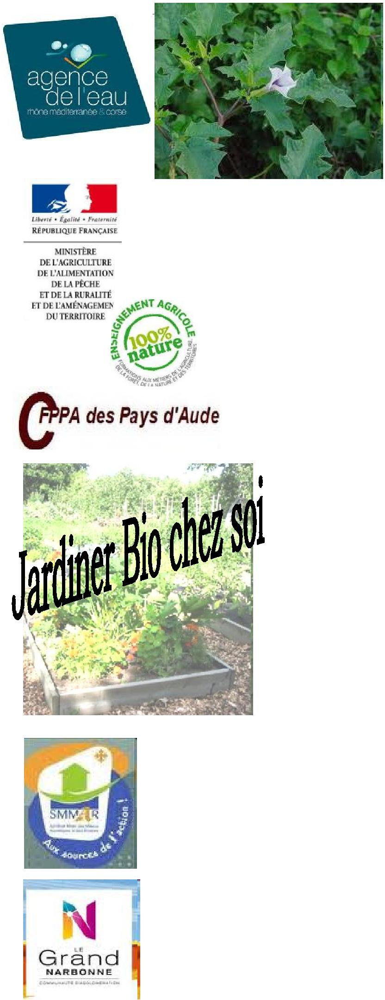 agence
de l'eau
rhône méditerranée & corse
Liberté • Égalité • Fraternité
RÉPUBLIQUE FRANÇAISE
MINISTÈRE
DE L'AGRICULTURE
DE L'ALIMENTATION
DE LA PÊCHE
ET DE LA RURALITÉ
ET DE L'AMÉNAGEMEN
DU TERRITOIRE
ENSEIGNEMENT AGRICOLE
100%
nature
FORMATIONS AUX MÉTIERS DE L'AGRICULTURE,
DE LA FORÊT, DE LA NATURE ET DES TERRITOIRES
CFPPA des Pays d'Aude
Jardiner Bio chez soi
SMMAR
Aux sources de l'action !
LE
Grand
NARBONNE
COMMUNAUTÉ D'AGGLOMÉRATION